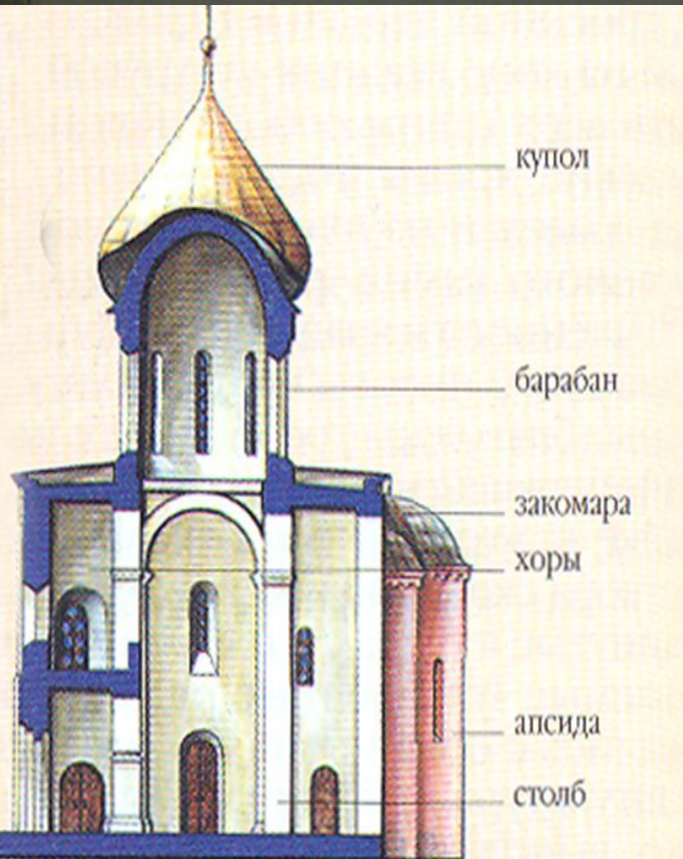 купол
барабан
закомара
хоры
апсида
столб